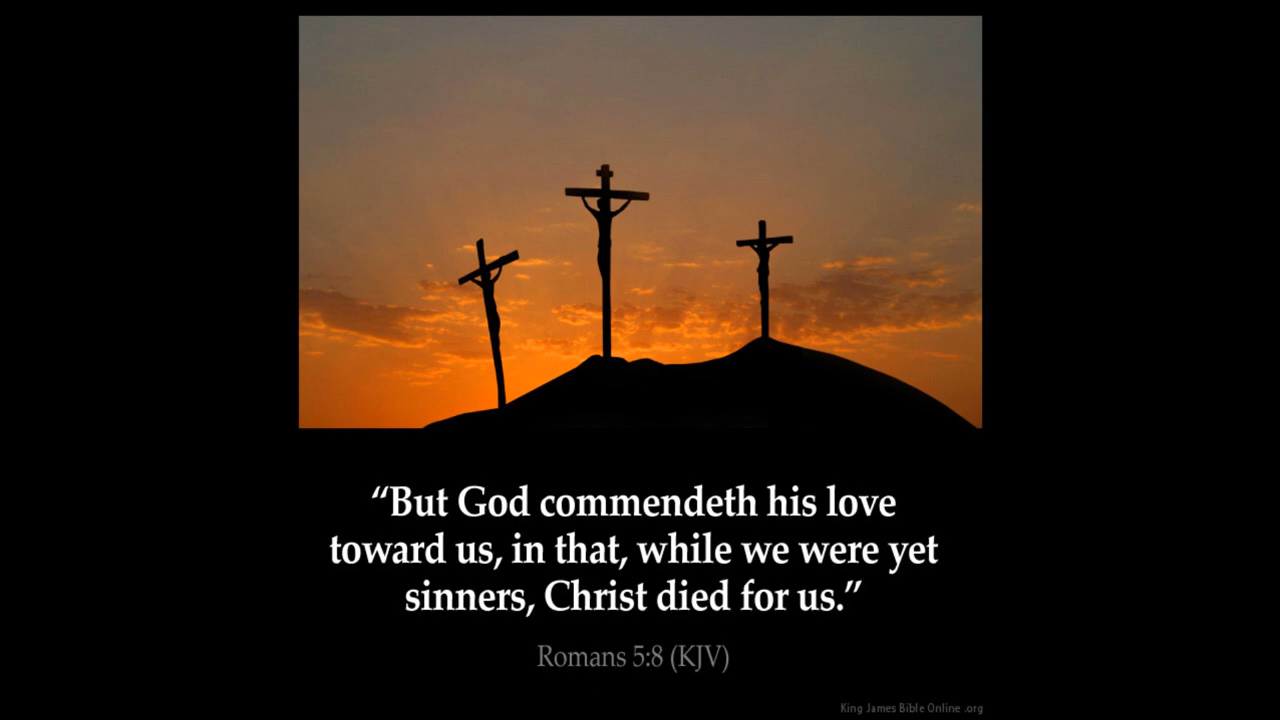 “But God commendeth his love
toward us, in that, while we were yet
sinners, Christ died for us.”
Romans 5:8 (KJV)
King James Bible Online .org